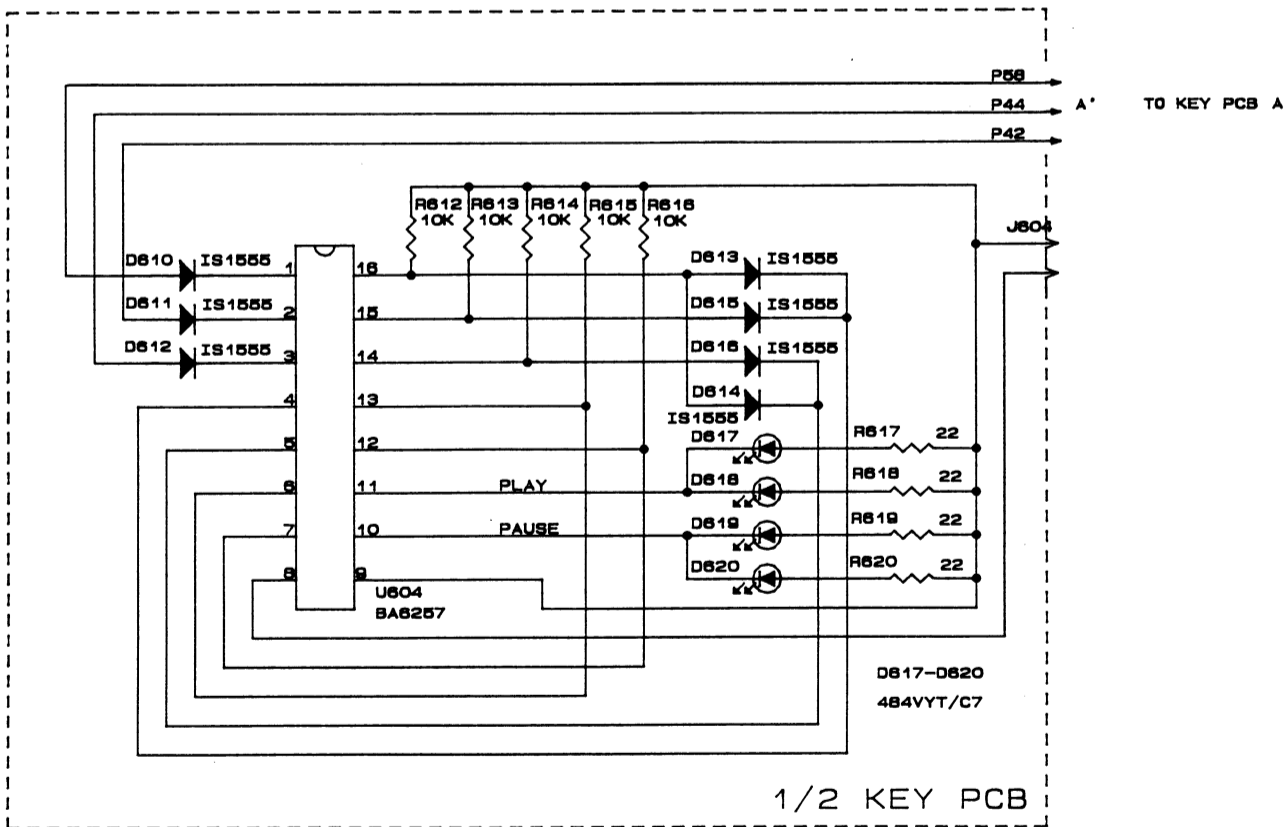 P56
P44 A' TO KEY PCB A
P42
R612 R613 R614 R615 R616
10K 10K 10K 10K 10K
J604
D610 IS1555 1 16 D613 IS1555
D611 IS1555 2 15 D615 IS1555
D612 IS1555 3 14 D616 IS1555
4 13 D614
IS1555
5 12 D617 R617 22
6 11 PLAY D618 R618 22
7 10 PAUSE D619 R619 22
8 9 D620 R620 22
U604
BA6257
D617-D620
484VYT/C7
1/2 KEY PCB